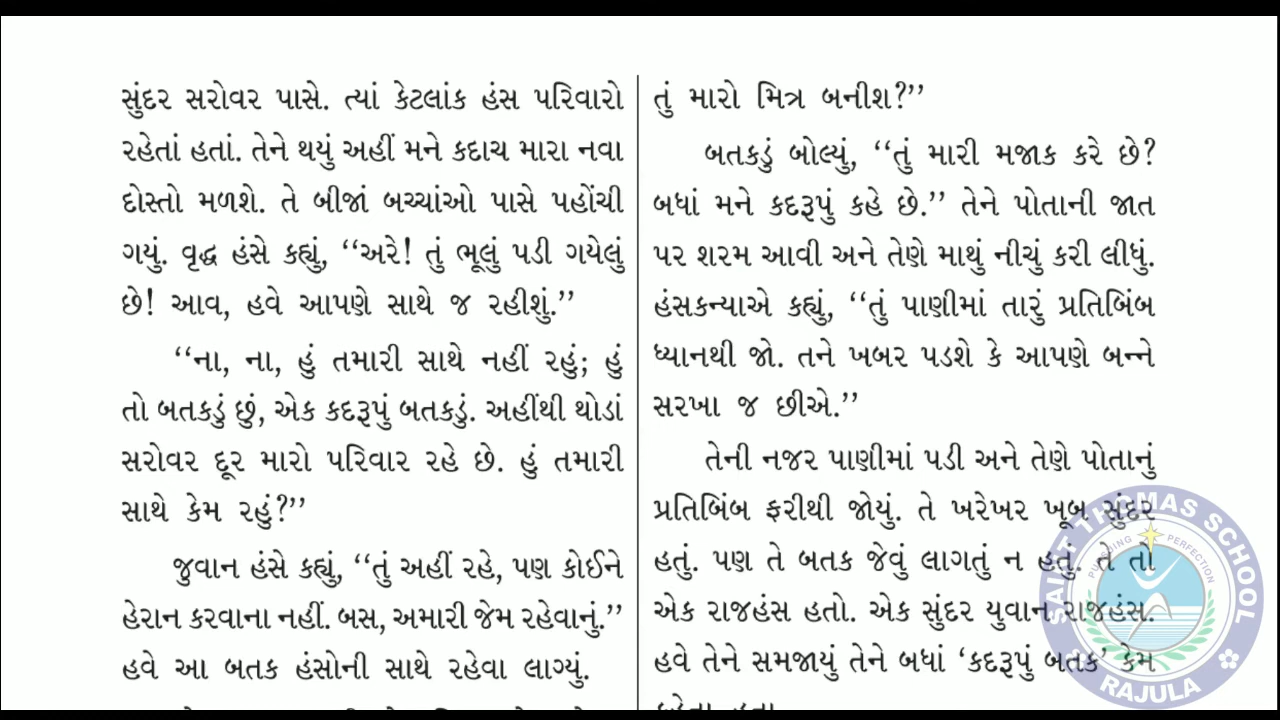 સુંદર સરોવર પાસે. ત્યાં કેટલાંક હંસ પરિવારો
રહેતાં હતાં. તેને થયું અહીં મને કદાચ મારા નવા
દોસ્તો મળશે. તે બીજાં બચ્ચાંઓ પાસે પહોંચી
ગયું. વૃદ્ધ હંસે કહ્યું, ‘‘અરે! તું ભૂલું પડી ગયેલું
છે! આવ, હવે આપણે સાથે જ રહીશું.’’
‘‘ના, ના, હું તમારી સાથે નહીં રહું; હું
તો બતકડું છું, એક કદરૂપું બતકડું. અહીંથી થોડાં
સરોવર દૂર મારો પરિવાર રહે છે. હું તમારી
સાથે કેમ રહું?’’
જુવાન હંસે કહ્યું, ‘‘તું અહીં રહે, પણ કોઈને
હેરાન કરવાના નહીં. બસ, અમારી જેમ રહેવાનું.’’
હવે આ બતક હંસોની સાથે રહેવા લાગ્યું.
તું મારો મિત્ર બનીશ?’’
બતકડું બોલ્યું, ‘‘તું મારી મજાક કરે છે?
બધાં મને કદરૂપું કહે છે.’’ તેને પોતાની જાત
પર શરમ આવી અને તેણે માથું નીચું કરી લીધું.
હંસકન્યાએ કહ્યું, ‘‘તું પાણીમાં તારું પ્રતિબિંબ
ધ્યાનથી જો. તને ખબર પડશે કે આપણે બન્ને
સરખા જ છીએ.’’
તેની નજર પાણીમાં પડી અને તેણે પોતાનું
પ્રતિબિંબ ફરીથી જોયું. તે ખરેખર ખૂબ સુંદર
હતું. પણ તે બતક જેવું લાગતું ન હતું. તે તો
એક રાજહંસ હતો. એક સુંદર યુવાન રાજહંસ.
હવે તેને સમજાયું તેને બધાં ‘કદરૂપું બતક’ કેમ
SAINT THOMAS SCHOOL
PERFECTION
RAJULA